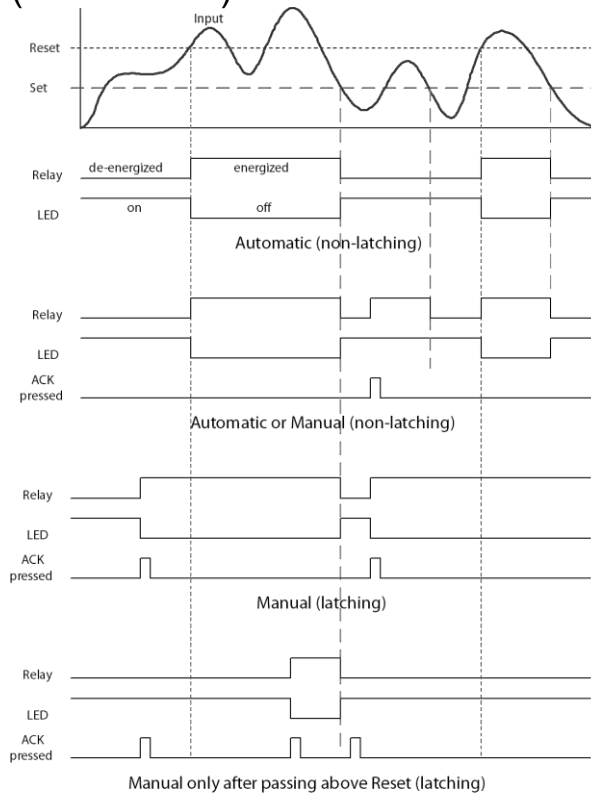 Input
Reset
Set
de-energized energized
Relay
on off
LED
Automatic (non-latching)
Relay
LED
ACK
pressed
Automatic or Manual (non-latching)
Relay
LED
ACK
pressed
Manual (latching)
Relay
LED
ACK
pressed
Manual only after passing above Reset (latching)